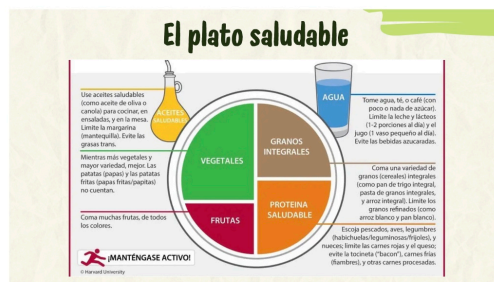 El plato saludable
Use aceites saludables
(como aceite de oliva o
canola) para cocinar, en
ensaladas, y en la mesa.
Limite la margarina
(mantequilla). Evite las
grasas trans.
ACEITES
SALUDABLES
AGUA
Tome agua, té, o café (con
poco o nada de azúcar).
Limite la leche y lácteos
(1-2 porciones al día) y el
jugo (1 vaso pequeño al día).
Evite las bebidas azucaradas.
Mientras más vegetales y
mayor variedad, mejor. Las
patatas (papas) y las patatas
fritas (papas fritas/papitas)
no cuentan.
VEGETALES
GRANOS
INTEGRALES
Coma una variedad de
granos (cereales) integrales
(como pan de trigo integral,
pasta de granos integrales,
y arroz integral). Limite los
granos refinados (como
arroz blanco y pan blanco).
Coma muchas frutas, de todos
los colores.
FRUTAS
PROTEINA
SALUDABLE
Escoja pescados, aves, legumbres
(habichuelas/leguminosas/frijoles), y
nueces; limite las carnes rojas y el queso;
evite la tocineta ("bacon"), carnes frías
(fiambres), y otras carnes procesadas.
¡MANTÉNGASE ACTIVO!
© Harvard University